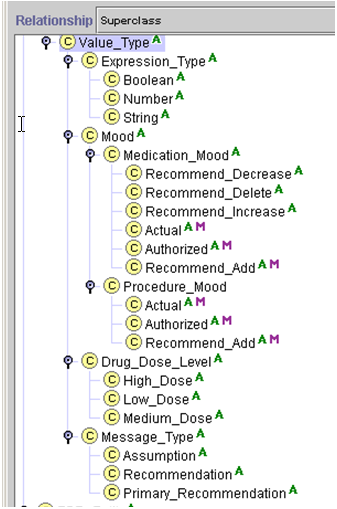 Relationship Superclass
C Value_Type A
C Expression_Type A
C Boolean A
C Number A
C String A
C Mood A
C Medication_Mood A
C Recommend_Decrease A
C Recommend_Delete A
C Recommend_Increase A
C Actual A M
C Authorized A M
C Recommend_Add A M
C Procedure_Mood
C Actual A M
C Authorized A M
C Recommend_Add A M
C Drug_Dose_Level A
C High_Dose A
C Low_Dose A
C Medium_Dose A
C Message_Type A
C Assumption A
C Recommendation A
C Primary_Recommendation A